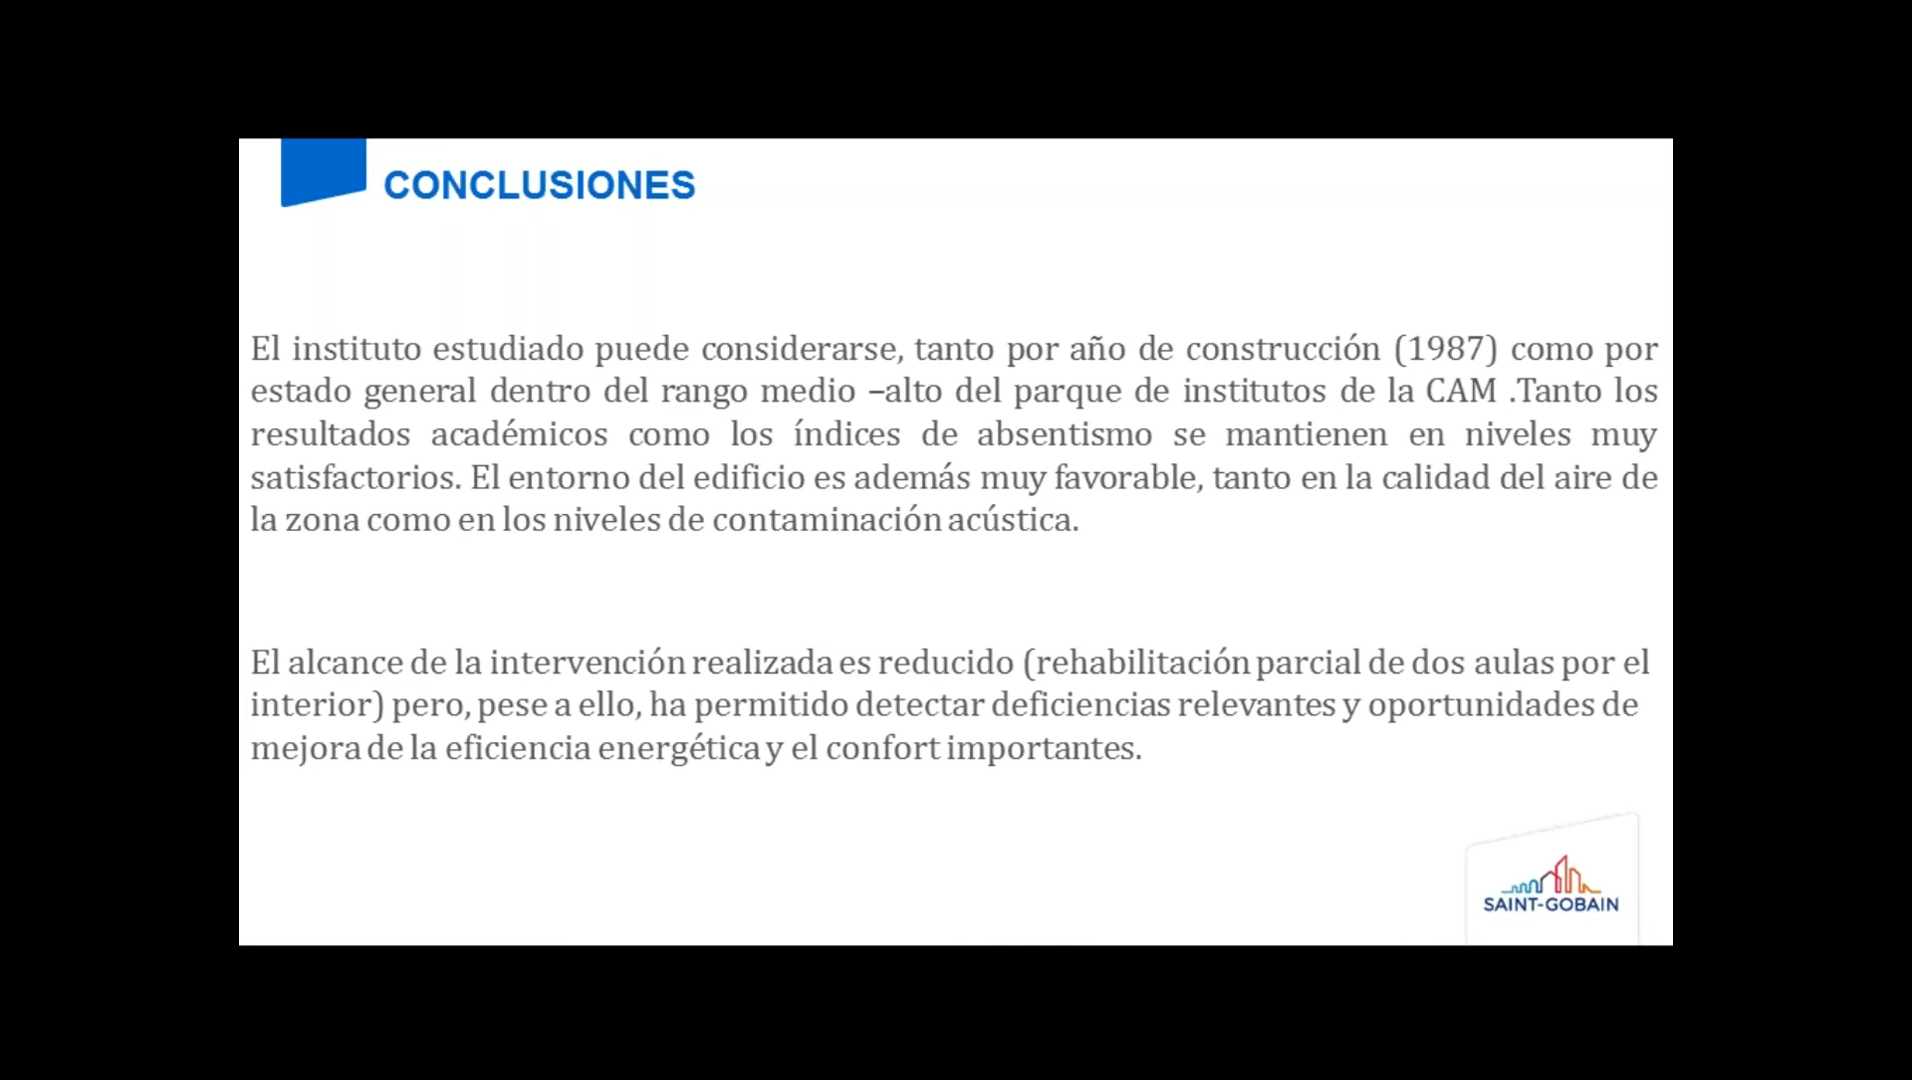 CONCLUSIONES
El instituto estudiado puede considerarse, tanto por año de construcción (1987) como por
estado general dentro del rango medio –alto del parque de institutos de la CAM .Tanto los
resultados académicos como los índices de absentismo se mantienen en niveles muy
satisfactorios. El entorno del edificio es además muy favorable, tanto en la calidad del aire de
la zona como en los niveles de contaminación acústica.
El alcance de la intervención realizada es reducido (rehabilitación parcial de dos aulas por el
interior) pero, pese a ello, ha permitido detectar deficiencias relevantes y oportunidades de
mejora de la eficiencia energética y el confort importantes.
SAINT-GOBAIN